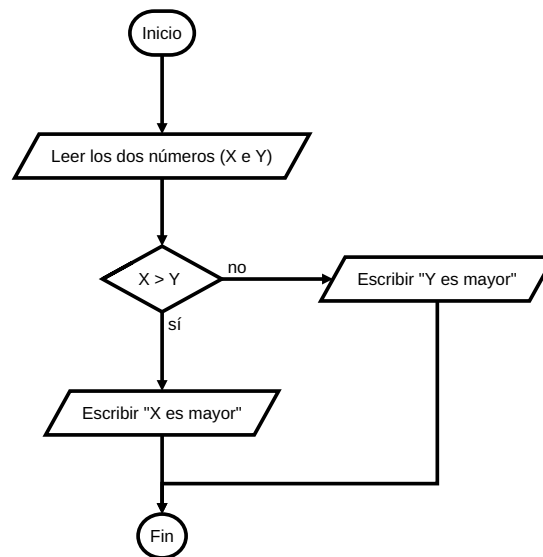 Inicio
Leer los dos números (X e Y)
X > Y
no
Escribir "Y es mayor"
sí
Escribir "X es mayor"
Fin